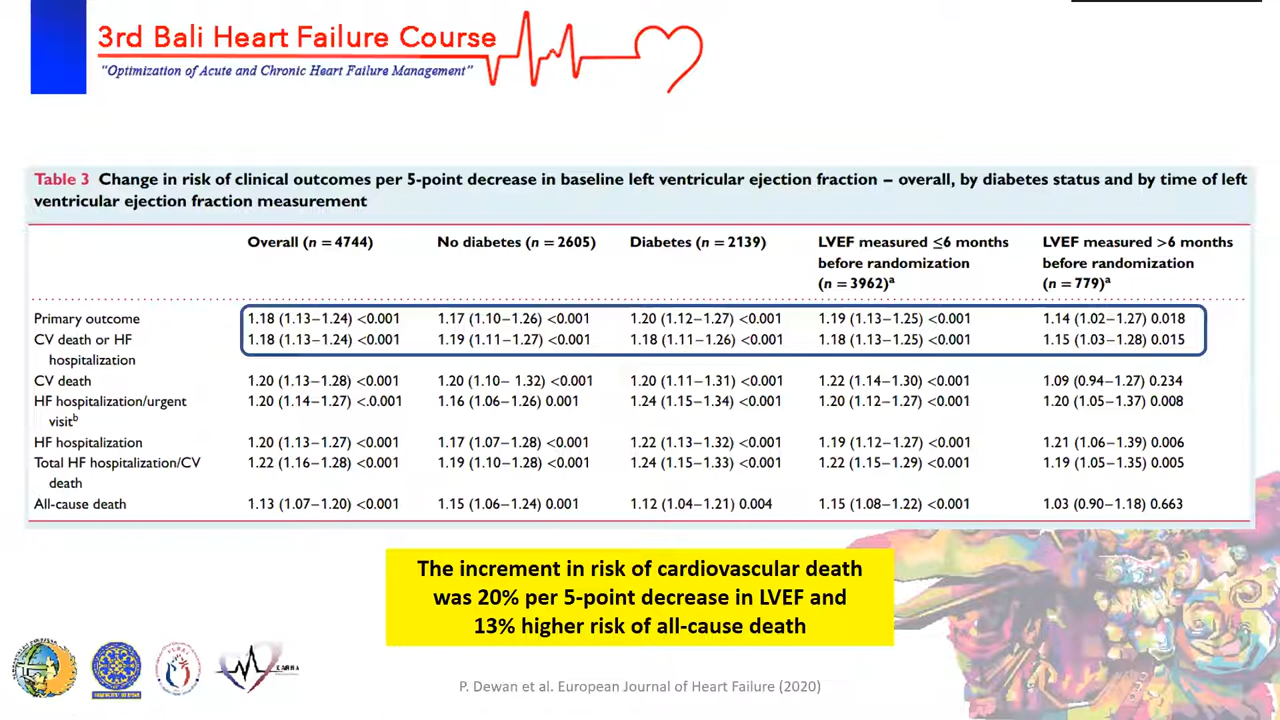 3rd Bali Heart Failure Course
“Optimization of Acute and Chronic Heart Failure Management”
Table 3 Change in risk of clinical outcomes per 5-point decrease in baseline left ventricular ejection fraction – overall, by diabetes status and by time of left
ventricular ejection fraction measurement
Overall (n = 4744) No diabetes (n = 2605) Diabetes (n = 2139) LVEF measured ≤6 months LVEF measured >6 months
before randomization before randomization
(n = 3962)a (n = 779)a
Primary outcome 1.18 (1.13–1.24) <0.001 1.17 (1.10–1.26) <0.001 1.20 (1.12–1.27) <0.001 1.19 (1.13–1.25) <0.001 1.14 (1.02–1.27) 0.018
CV death or HF 1.18 (1.13–1.24) <0.001 1.19 (1.11–1.27) <0.001 1.18 (1.11–1.26) <0.001 1.18 (1.13–1.25) <0.001 1.15 (1.03–1.28) 0.015
hospitalization
CV death 1.20 (1.13–1.28) <0.001 1.20 (1.10– 1.32) <0.001 1.20 (1.11–1.31) <0.001 1.22 (1.14–1.30) <0.001 1.09 (0.94–1.27) 0.234
HF hospitalization/urgent 1.20 (1.14–1.27) <.001 1.16 (1.06–1.26) 0.001 1.24 (1.15–1.34) <0.001 1.20 (1.12–1.27) <0.001 1.20 (1.05–1.37) 0.008
visitb
HF hospitalization 1.20 (1.13–1.27) <0.001 1.17 (1.07–1.28) <0.001 1.22 (1.13–1.32) <0.001 1.19 (1.12–1.27) <0.001 1.21 (1.06–1.39) 0.006
Total HF hospitalization/CV 1.22 (1.16–1.28) <0.001 1.19 (1.10–1.28) <0.001 1.24 (1.15–1.33) <0.001 1.22 (1.15–1.29) <0.001 1.19 (1.05–1.35) 0.005
death
All-cause death 1.13 (1.07–1.20) <0.001 1.15 (1.06–1.24) 0.001 1.12 (1.04–1.21) 0.004 1.15 (1.08–1.22) <0.001 1.03 (0.90–1.18) 0.663
The increment in risk of cardiovascular death
was 20% per 5-point decrease in LVEF and
13% higher risk of all-cause death
P. Dewan et al. European Journal of Heart Failure (2020)